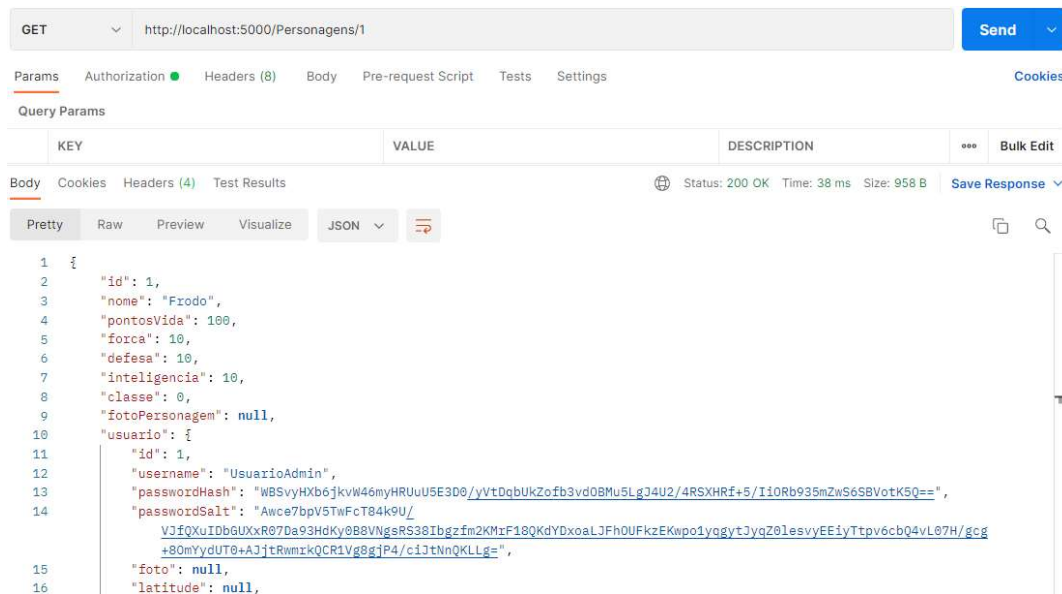 GET http://localhost:5000/Personagens/1 Send
Params Authorization Headers (8) Body Pre-request Script Tests Settings Cookies
Query Params
KEY VALUE DESCRIPTION ooo Bulk Edit
Body Cookies Headers (4) Test Results Status: 200 OK Time: 38 ms Size: 958 B Save Response
Pretty Raw Preview Visualize JSON
1 {
2 "id": 1,
3 "nome": "Frodo",
4 "pontosVida": 100,
5 "forca": 10,
6 "defesa": 10,
7 "inteligencia": 10,
8 "classe": 0,
9 "fotoPersonagem": null,
10 "usuario": {
11 "id": 1,
12 "username": "UsuarioAdmin",
13 "passwordHash": "WBSvyHXb6jkvW46myHRUuU5E3D0/yVtDqbUkZofb3vdOBMu5LgJ4U2/4RSXHRf+5/IiORb935mZwS6SBVotK5Q==",
14 "passwordSalt": "Awce7bpV5TwFcT84k9U/
VJfQXuIDbGUXxR07Da93HdKy0B8VNgsRS38Ibgzfm2KMrF18QKdYDxoaLJFhOUFkzEKwpo1yqgytJyqZ0lesvyEEiyTtpv6cbQ4vL07H/gcg
+8OmYydUT0+AJjtRwmrkQCR1Vg8gjP4/ciJtNnQKLLg=",
15 "foto": null,
16 "latitude": null,